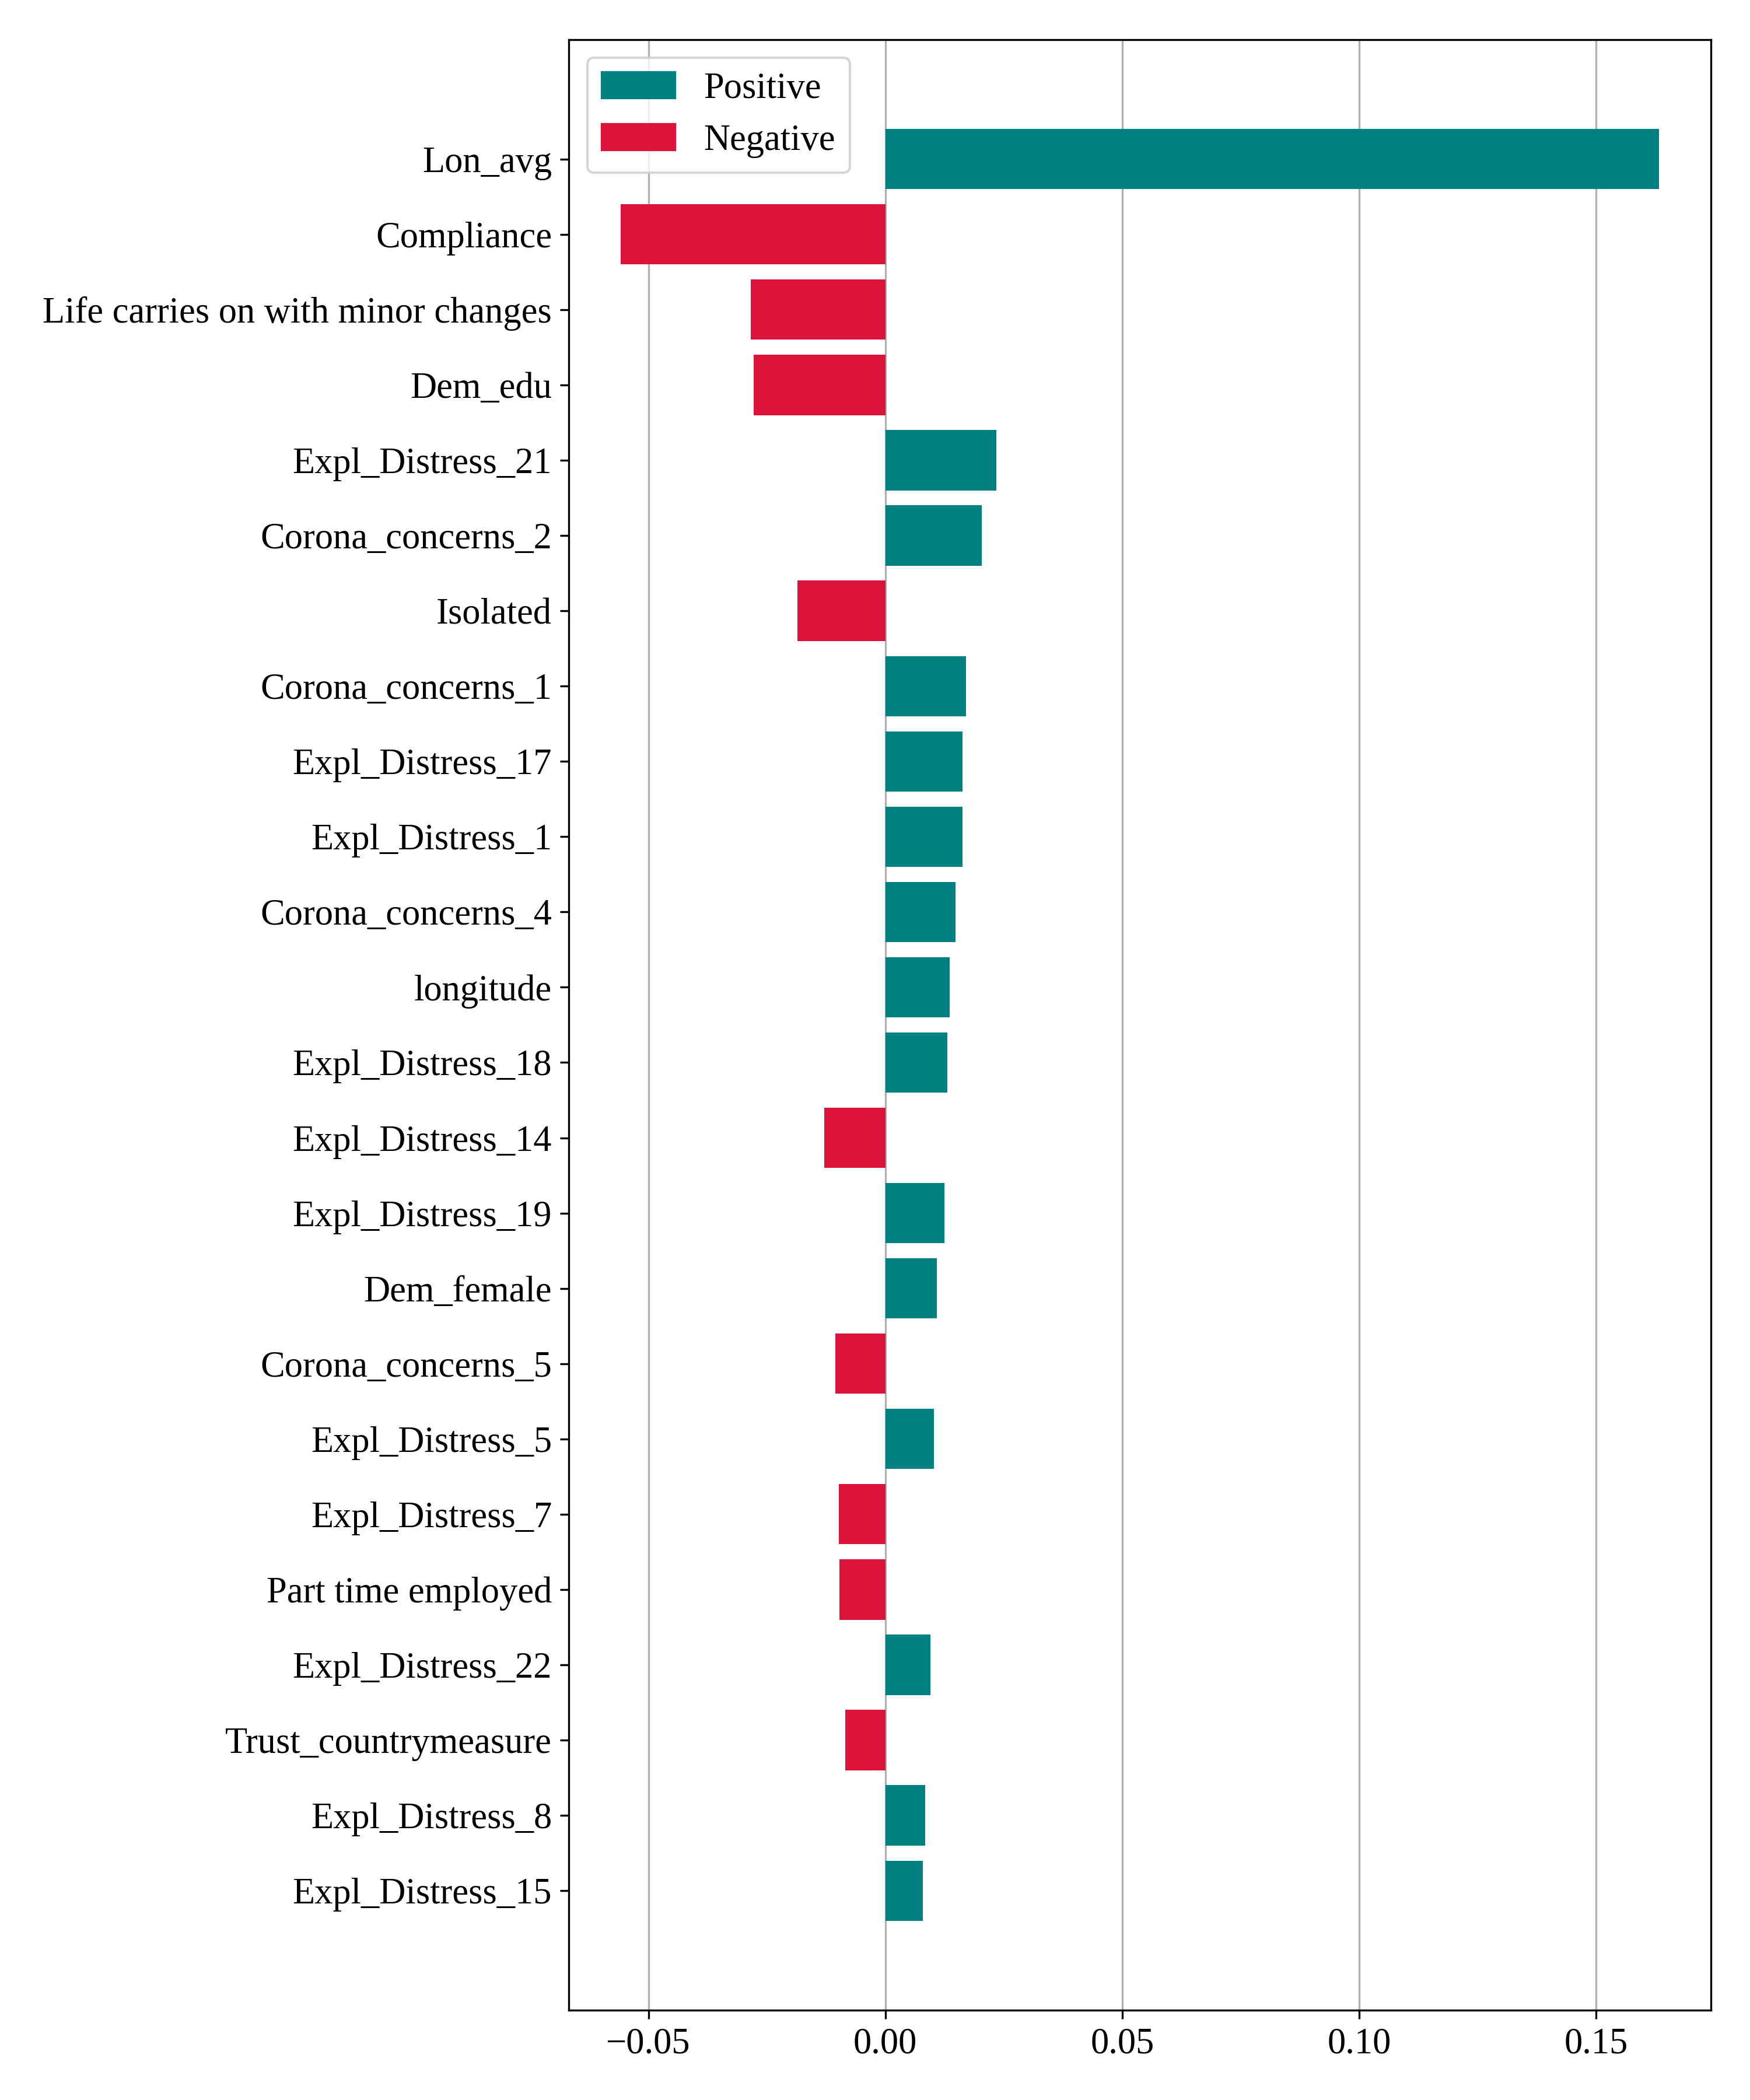 Positive
Negative
Lon_avg
Compliance
Life carries on with minor changes
Dem_edu
Expl_Distress_21
Corona_concerns_2
Isolated
Corona_concerns_1
Expl_Distress_17
Expl_Distress_1
Corona_concerns_4
longitude
Expl_Distress_18
Expl_Distress_14
Expl_Distress_19
Dem_female
Corona_concerns_5
Expl_Distress_5
Expl_Distress_7
Part time employed
Expl_Distress_22
Trust_countrymeasure
Expl_Distress_8
Expl_Distress_15
−0.05 0.00 0.05 0.10 0.15